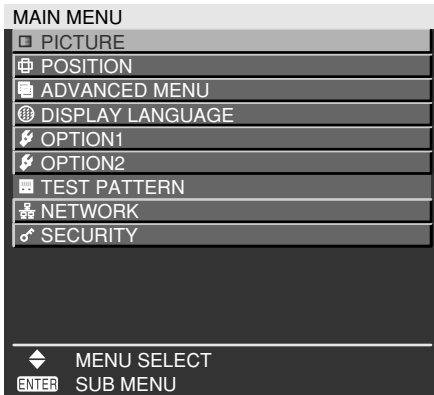 MAIN MENU
PICTURE
POSITION
ADVANCED MENU
DISPLAY LANGUAGE
OPTION1
OPTION2
TEST PATTERN
NETWORK
SECURITY
MENU SELECT
ENTER SUB MENU